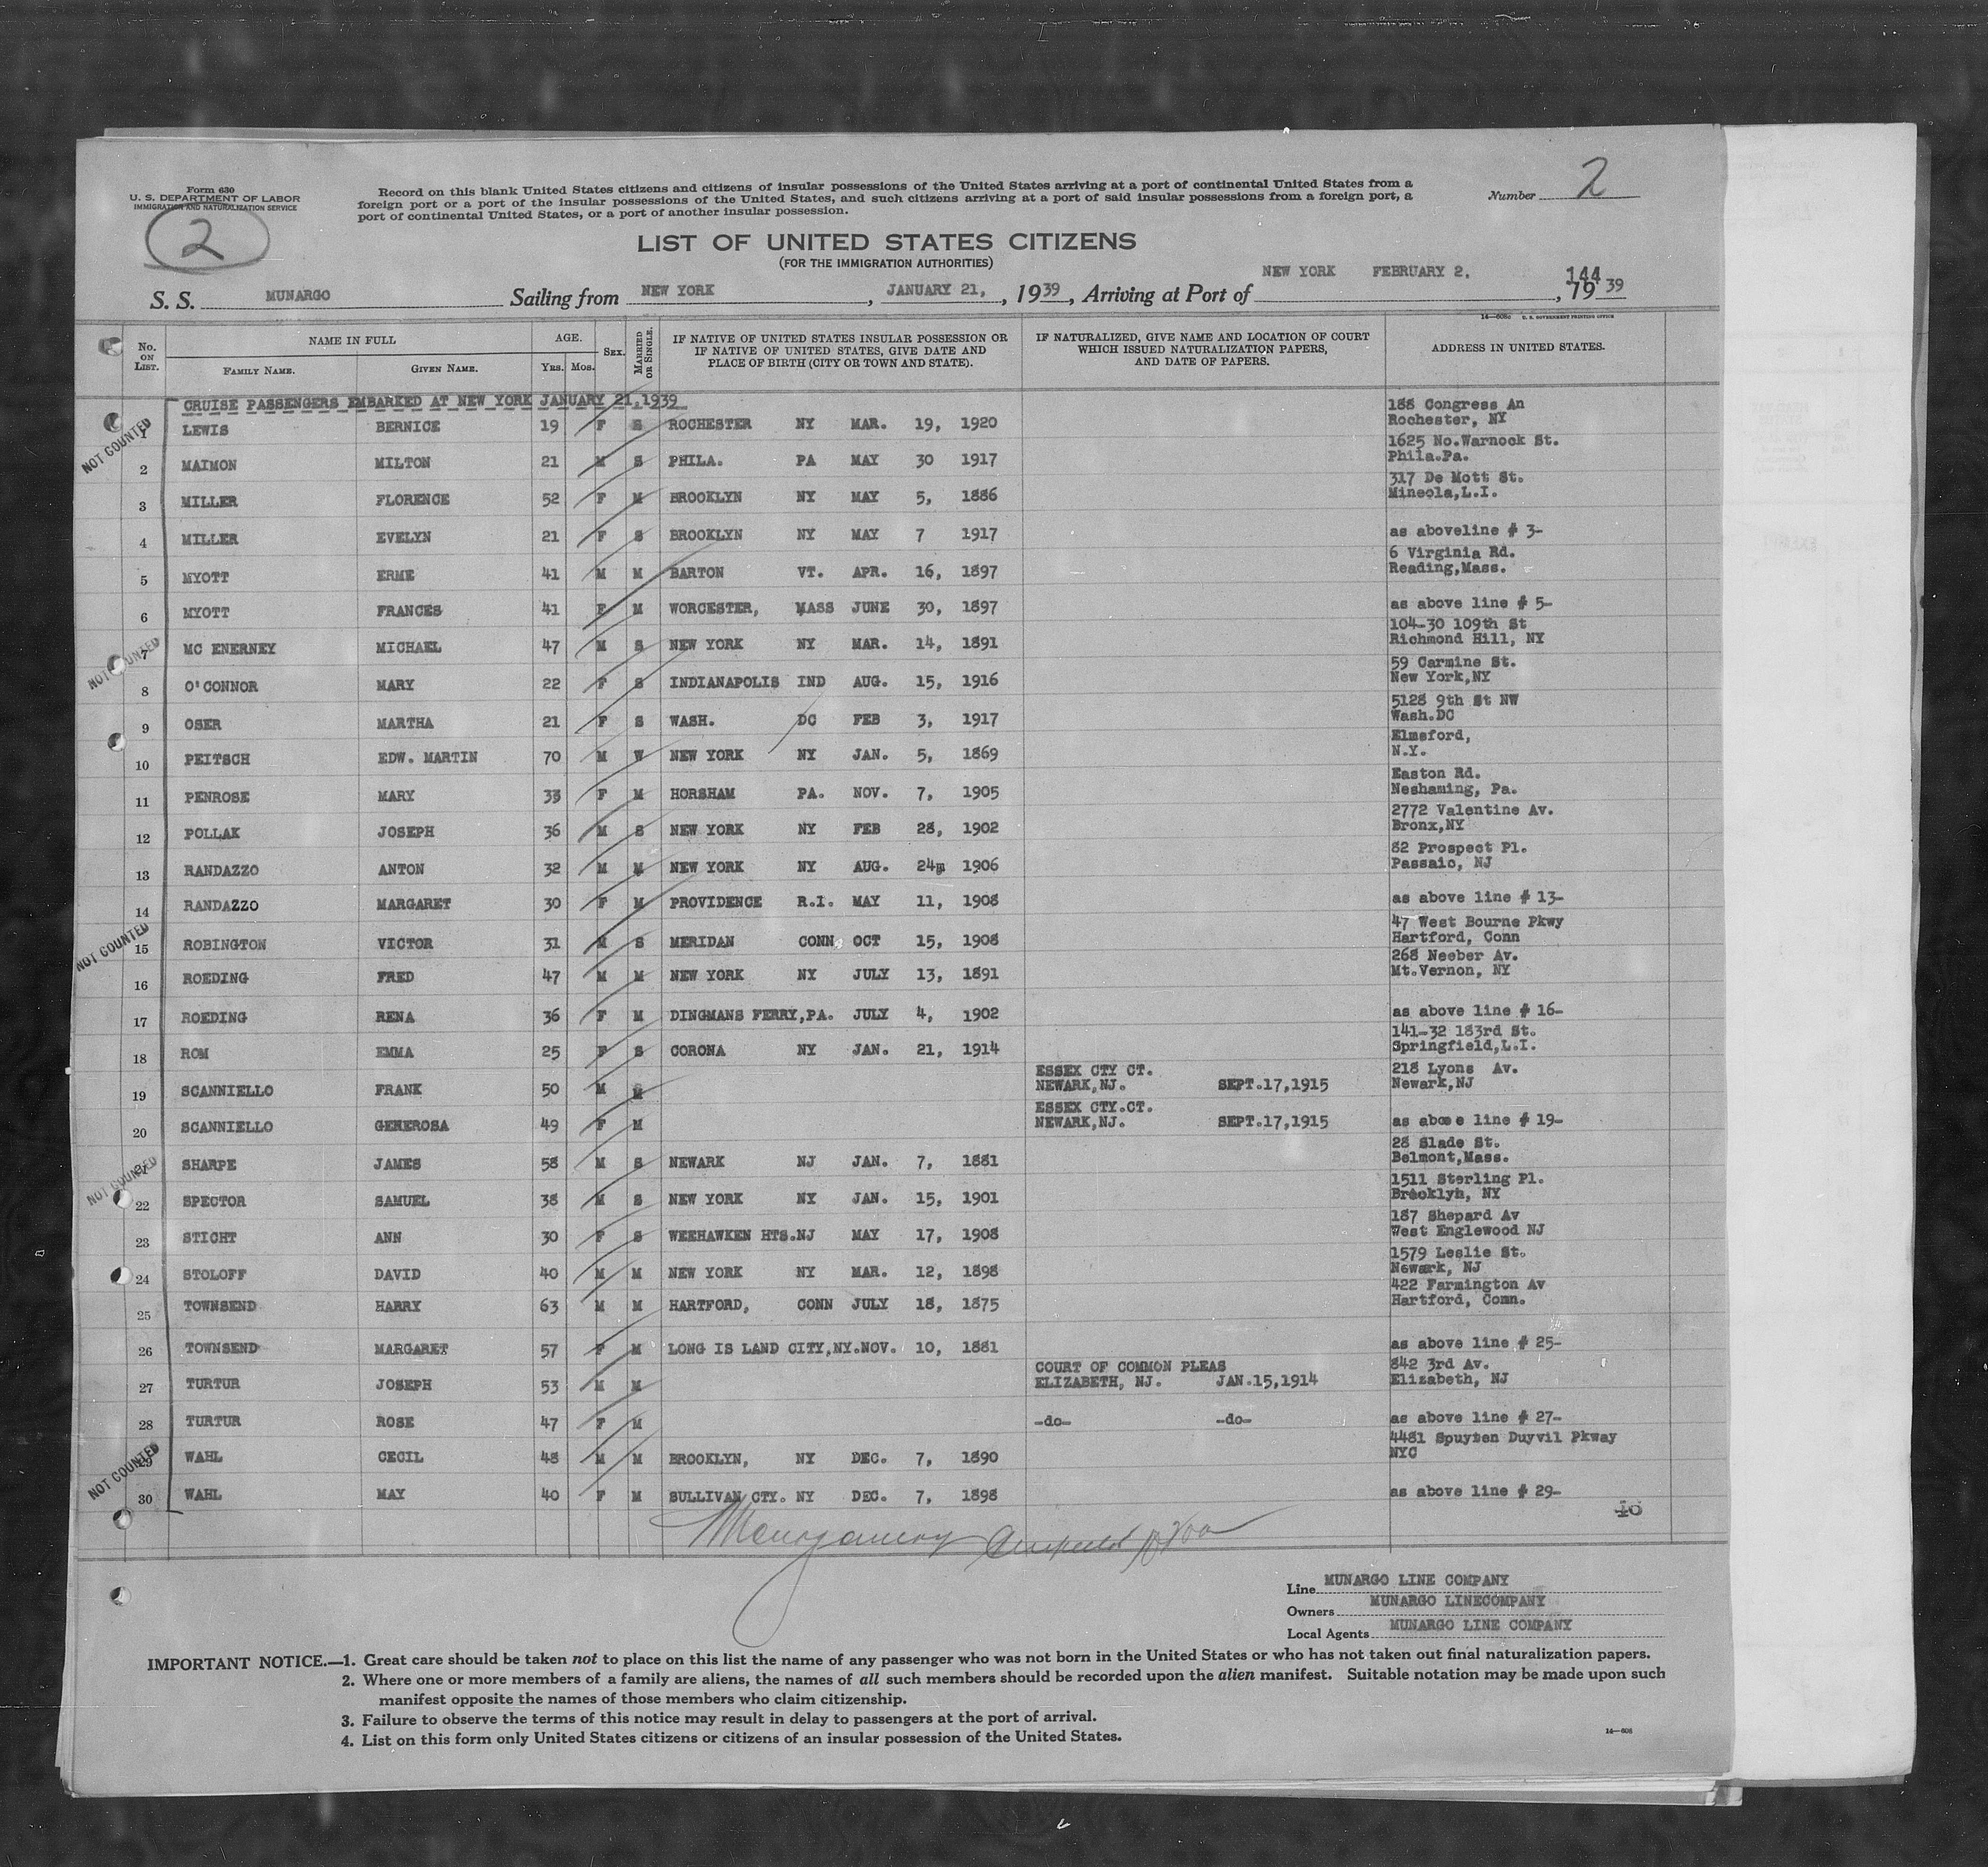 Form 630
U. S. DEPARTMENT OF LABOR
IMMIGRATION AND NATURALIZATION SERVICE
2
Record on this blank United States citizens and citizens of insular possessions of the United States arriving at a port of continental United States from a
foreign port or a port of the insular possessions of the United States, and such citizens arriving at a port of said insular possessions from a foreign port, a
port of continental United States, or a port of another insular possession.
Number 2
LIST OF UNITED STATES CITIZENS
(FOR THE IMMIGRATION AUTHORITIES)
S. S. MUNARGO Sailing from NEW YORK, JANUARY 21, , 1939, Arriving at Port of NEW YORK FEBRUARY 2, , 1939
144
14—608c U. S. GOVERNMENT PRINTING OFFICE
No. ON LIST.
NAME IN FULL
FAMILY NAME. GIVEN NAME.
AGE.
YRS. MOS.
SEX.
MARRIED OR SINGLE.
IF NATIVE OF UNITED STATES INSULAR POSSESSION OR
IF NATIVE OF UNITED STATES, GIVE DATE AND
PLACE OF BIRTH (CITY OR TOWN AND STATE).
IF NATURALIZED, GIVE NAME AND LOCATION OF COURT
WHICH ISSUED NATURALIZATION PAPERS,
AND DATE OF PAPERS.
ADDRESS IN UNITED STATES.
CRUISE PASSENGERS EMBARKED AT NEW YORK JANUARY 21,1939
NOT COUNTED
188 Congress An
1 LEWIS BERNICE 19 F S ROCHESTER NY MAR. 19, 1920 Rochester, NY
1625 No.Warnock St.
2 MAIMON MILTON 21 M S PHILA. PA MAY 30 1917 Phila.Pa.
317 De Mott St.
3 MILLER FLORENCE 52 F M BROOKLYN NY MAY 5, 1886 Mineola,L.I.
4 MILLER EVELYN 21 F S BROOKLYN NY MAY 7 1917 as aboveline # 3-
6 Virginia Rd.
5 MYOTT ERME 41 M M BARTON VT. APR. 16, 1897 Reading,Mass.
6 MYOTT FRANCES 41 F M WORCESTER, MASS JUNE 30, 1897 as above line # 5-
104-30 109th St
NOT COUNTED
7 MC ENERNEY MICHAEL 47 M S NEW YORK NY MAR. 14, 1891 Richmond Hill, NY
59 Carmine St.
8 O'CONNOR MARY 22 F S INDIANAPOLIS IND AUG. 15, 1916 New York,NY
5128 9th St NW
9 OSER MARTHA 21 F S WASH. DC FEB 3, 1917 Wash.DC
Elmsford,
10 PEITSCH EDW. MARTIN 70 M W NEW YORK NY JAN. 5, 1869 N.Y.
Easton Rd.
11 PENROSE MARY 33 F M HORSHAM PA. NOV. 7, 1905 Neshaming, Pa.
2772 Valentine Av.
12 POLLAK JOSEPH 36 M S NEW YORK NY FEB 28, 1902 Bronx,NY
82 Prospect Pl.
13 RANDAZZO ANTON 32 M M NEW YORK NY AUG. 24m 1906 Passaic, NJ
14 RANDAZZO MARGARET 30 F M PROVIDENCE R.I. MAY 11, 1908 as above line # 13-
47 West Bourne Pkwy
NOT COUNTED
15 ROBINGTON VICTOR 31 M S MERIDAN CONN, OCT 15, 1908 Hartford, Conn
268 Neeber Av.
16 ROEDING FRED 47 M M NEW YORK NY JULY 13, 1891 Mt.Vernon, NY
17 ROEDING RENA 36 F M DINGMANS FERRY,PA. JULY 4, 1902 as above line # 16-
141-32 183rd St.
18 ROM EMMA 25 F S CORONA NY JAN. 21, 1914 Springfield,L.I.
ESSEX CTY CT. 218 Lyons Av.
19 SCANNIELLO FRANK 50 M M NEWARK,NJ. SEPT.17,1915 Newark,NJ
ESSEX CTY.CT.
20 SCANNIELLO GENEROSA 49 F M NEWARK,NJ. SEPT.17,1915 as above line # 19-
28 Slade St.
NOT COUNTED
21 SHARPE JAMES 58 M S NEWARK NJ JAN. 7, 1881 Belmont,Mass.
1511 Sterling Pl.
22 SPECTOR SAMUEL 38 M S NEW YORK NY JAN. 15, 1901 Brooklyn, NY
187 Shepard Av
23 STICHT ANN 30 F S WEEHAWKEN HTS.NJ MAY 17, 1908 West Englewood NJ
1579 Leslie St.
24 STOLOFF DAVID 40 M M NEW YORK NY MAR. 12, 1898 Newark, NJ
422 Farmington Av
25 TOWNSEND HARRY 63 M M HARTFORD, CONN JULY 18, 1875 Hartford, Conn.
26 TOWNSEND MARGARET 57 F M LONG IS LAND CITY,NY.NOV. 10, 1881 as above line # 25-
COURT OF COMMON PLEAS 842 3rd Av.
27 TURTUR JOSEPH 53 M M ELIZABETH, NJ. JAN.15,1914 Elizabeth, NJ
28 TURTUR ROSE 47 F M -do- -do- as above line # 27-
4481 Spuyten Duyvil Pkway
NOT COUNTED
29 WAHL CECIL 48 M M BROOKLYN, NY DEC. 7, 1890 NYC
30 WAHL MAY 40 F M SULLIVAN CTY. NY DEC. 7, 1898 as above line # 29-
Line MUNARGO LINE COMPANY
Owners MUNARGO LINECOMPANY
Local Agents MUNARGO LINE COMPANY
IMPORTANT NOTICE.—1. Great care should be taken not to place on this list the name of any passenger who was not born in the United States or who has not taken out final naturalization papers.
2. Where one or more members of a family are aliens, the names of all such members should be recorded upon the alien manifest. Suitable notation may be made upon such
manifest opposite the names of those members who claim citizenship.
3. Failure to observe the terms of this notice may result in delay to passengers at the port of arrival.
4. List on this form only United States citizens or citizens of an insular possession of the United States.
14—608